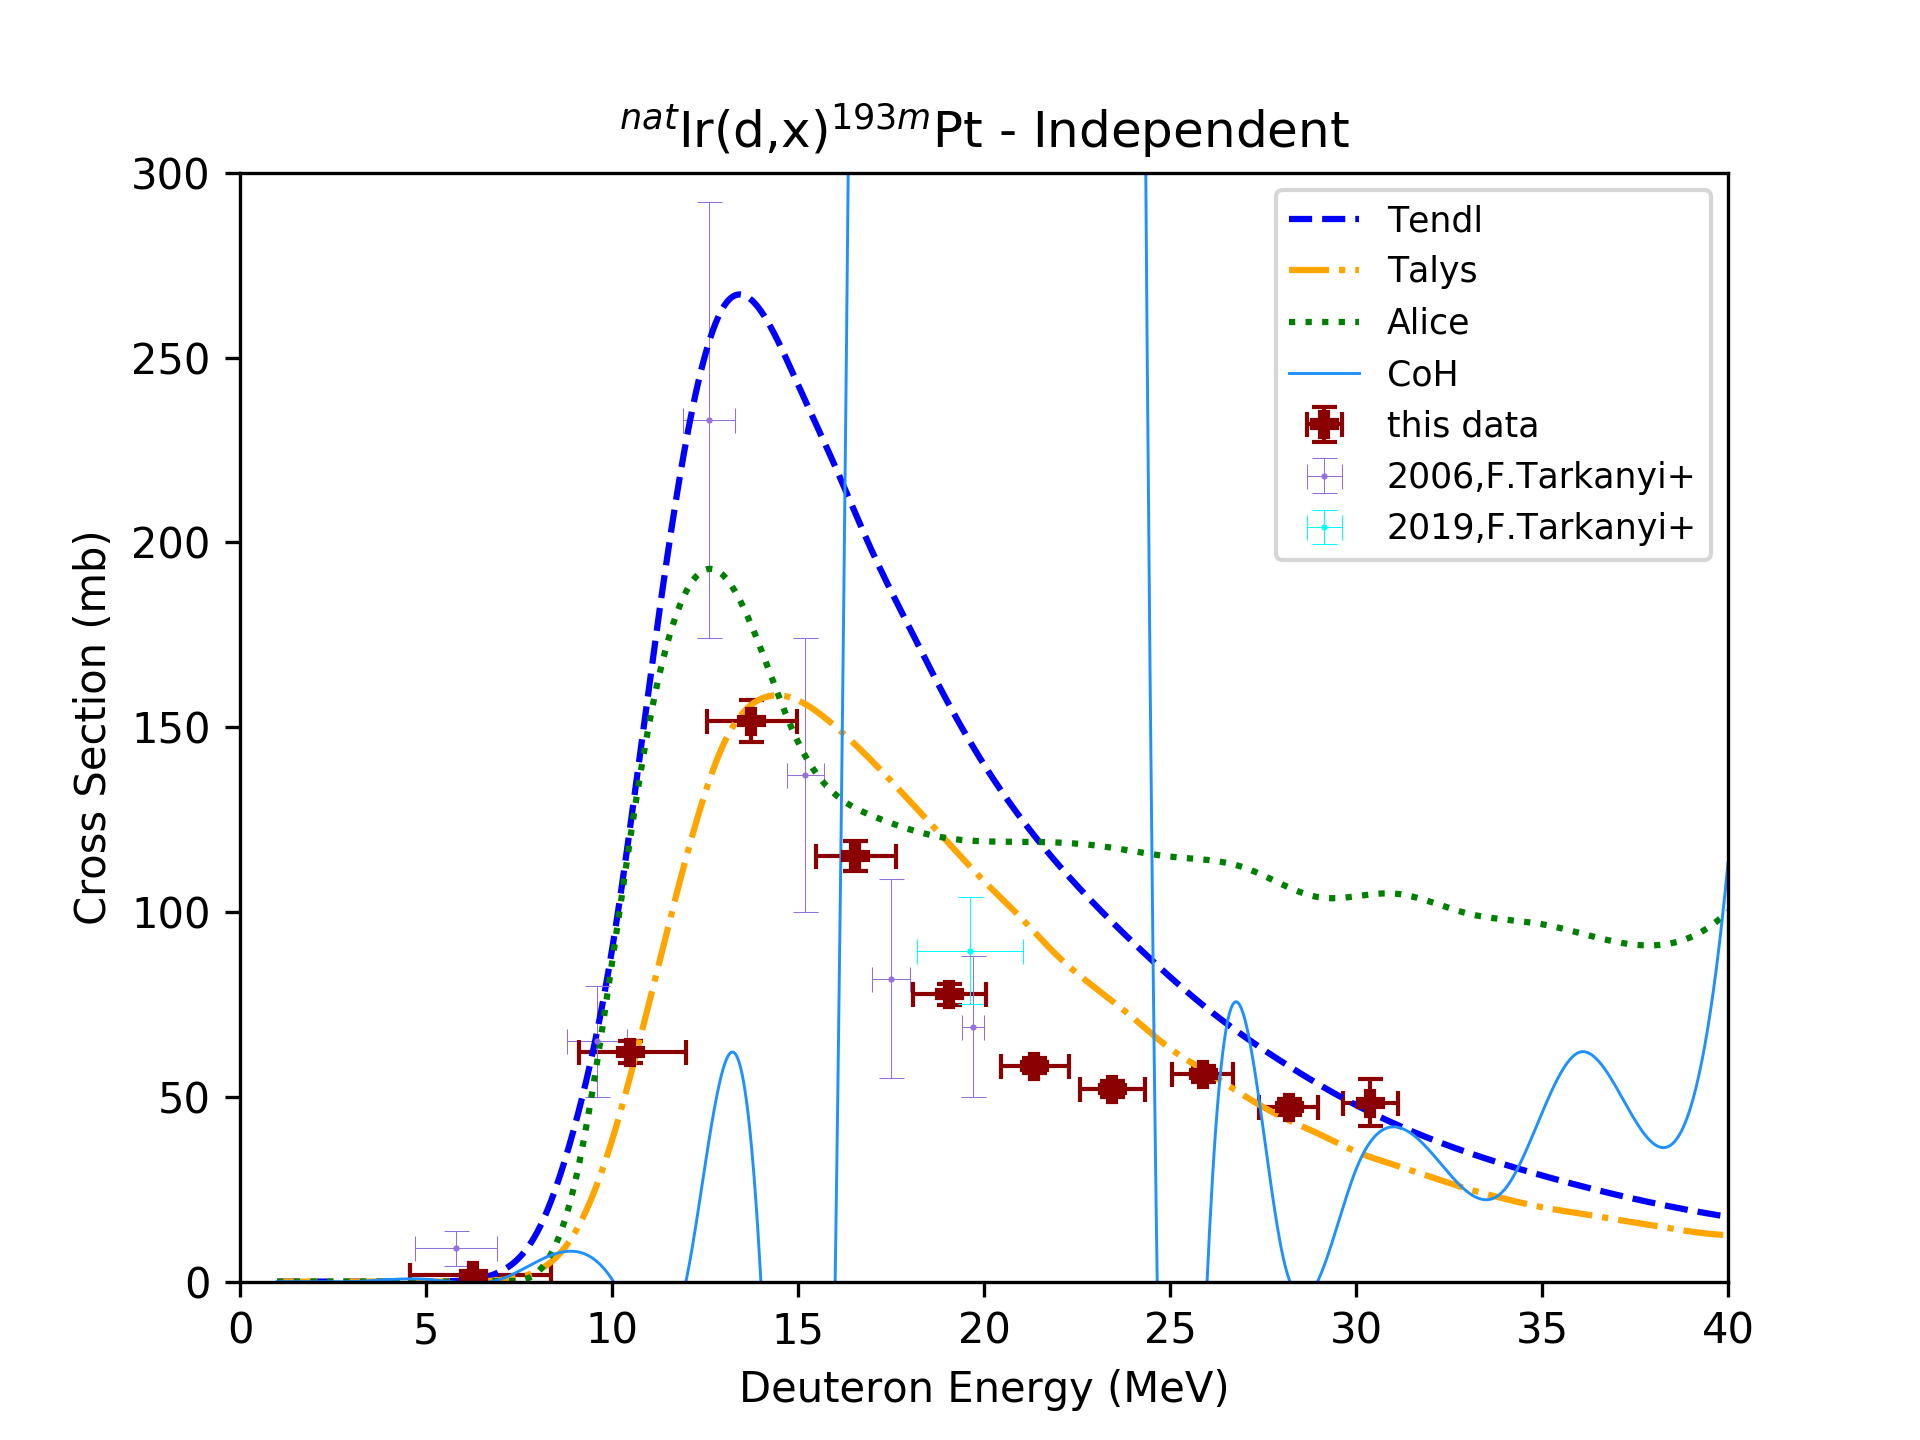 natIr(d,x)193mPt - Independent
300
250
200
150
100
50
0
Cross Section (mb)
0 5 10 15 20 25 30 35 40
Deuteron Energy (MeV)
Tendl
Talys
Alice
CoH
this data
2006,F.Tarkanyi+
2019,F.Tarkanyi+